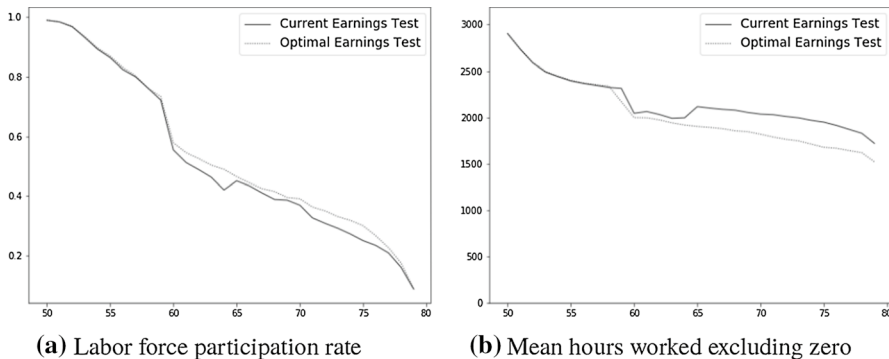 Current Earnings Test
Optimal Earnings Test
1.0
0.8
0.6
0.4
0.2
50 55 60 65 70 75 80
(a) Labor force participation rate
Current Earnings Test
Optimal Earnings Test
3000
2500
2000
1500
1000
500
0
50 55 60 65 70 75 80
(b) Mean hours worked excluding zero